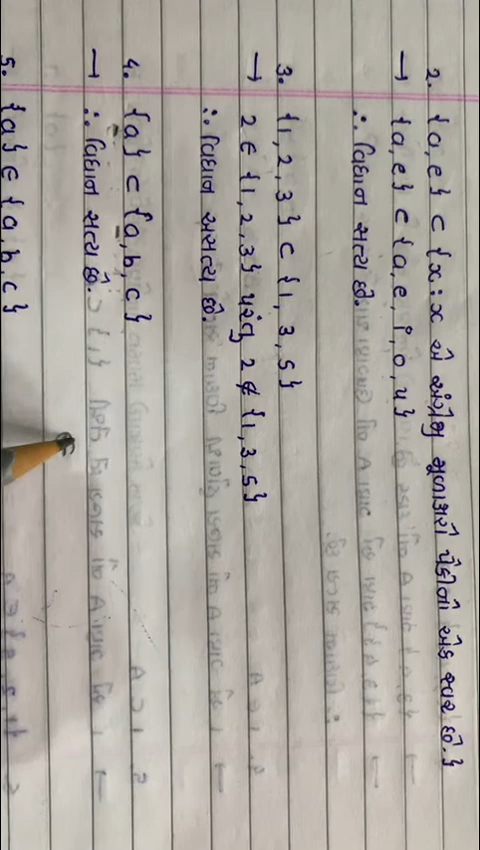 2. {a,e} ⊂ {x : x એ અંગ્રેજી મૂળાક્ષરો પૈકીનો એક સ્વર છે.}
→ {a,e} ⊂ {a, e, i, o, u}
∴ વિધાન સત્ય છે.
3. {1, 2, 3} ⊂ {1, 3, 5}
→ 2 ∈ {1, 2, 3} પરંતુ 2 ∉ {1, 3, 5}
∴ વિધાન અસત્ય છે.
4. {a} ⊂ {a, b, c}
→ ∴ વિધાન સત્ય છે.
5. {a} ∈ {a, b, c}